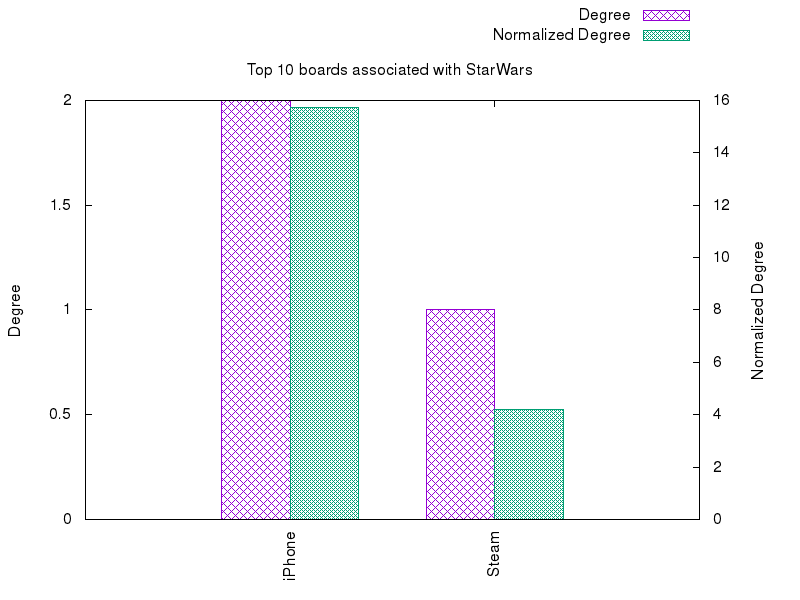 Degree
Normalized Degree
Top 10 boards associated with StarWars
2
1.5
1
0.5
0
16
14
12
10
8
6
4
2
0
Degree
Normalized Degree
iPhone
Steam